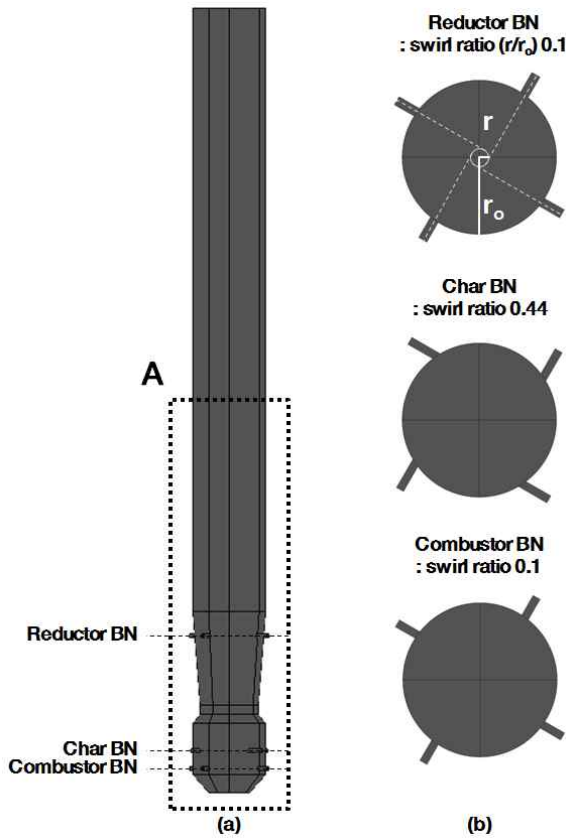 Reductor BN
: swirl ratio (r/ro) 0.1
r
ro
Char BN
: swirl ratio 0.44
A
Combustor BN
: swirl ratio 0.1
Reductor BN
Char BN
Combustor BN
(a)
(b)